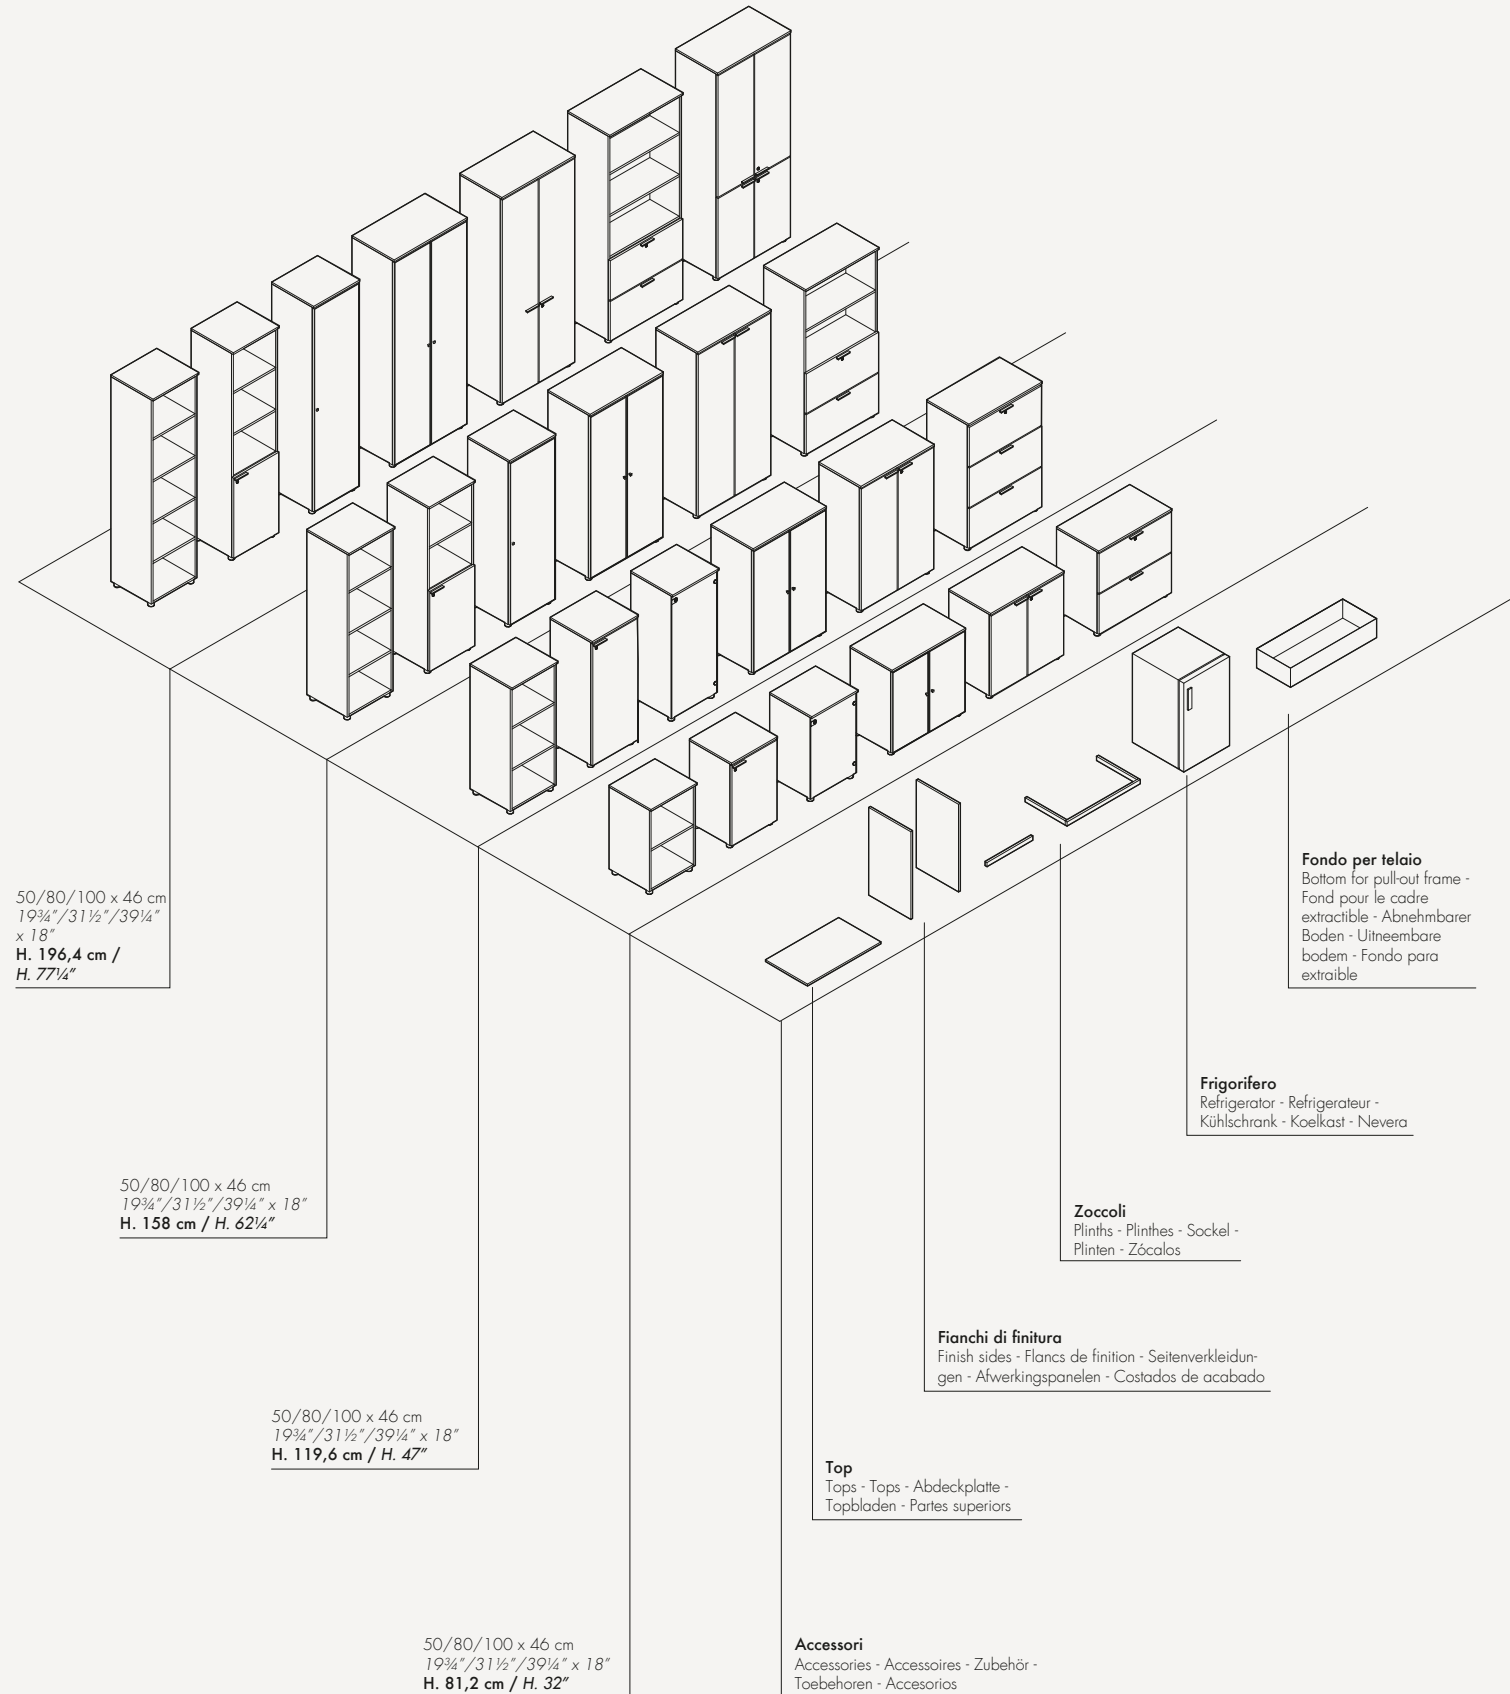 50/80/100 x 46 cm
19¾”/31½”/39¼”
x 18”
H. 196,4 cm /
H. 77¼”
50/80/100 x 46 cm
19¾”/31½”/39¼” x 18”
H. 158 cm / H. 62¼”
50/80/100 x 46 cm
19¾”/31½”/39¼” x 18”
H. 119,6 cm / H. 47”
50/80/100 x 46 cm
19¾”/31½”/39¼” x 18”
H. 81,2 cm / H. 32”
Accessori
Accessories - Accessoires - Zubehör -
Toebehoren - Accesorios
Top
Tops - Tops - Abdeckplatte -
Topbladen - Partes superiors
Fianchi di finitura
Finish sides - Flancs de finition - Seitenverkleidun-
gen - Afwerkingspanelen - Costados de acabado
Zoccoli
Plinths - Plinthes - Sockel -
Plinten - Zócalos
Frigorifero
Refrigerator - Refrigerateur -
Kühlschrank - Koelkast - Nevera
Fondo per telaio
Bottom for pull-out frame -
Fond pour le cadre
extractible - Abnehmbarer
Boden - Uitneembare
bodem - Fondo para
extraible